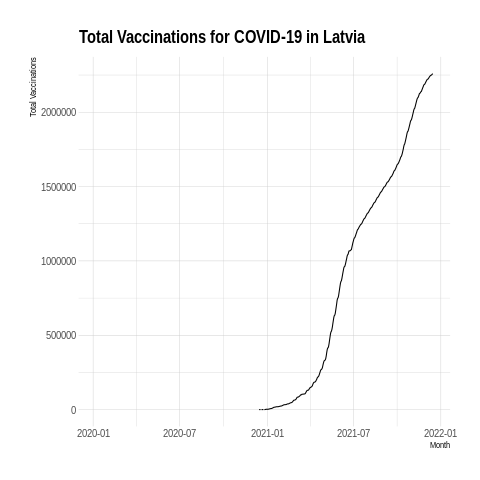 Total Vaccinations for COVID-19 in Latvia
Total Vaccinations
2000000
1500000
1000000
500000
0
2020-01 2020-07 2021-01 2021-07 2022-01
Month